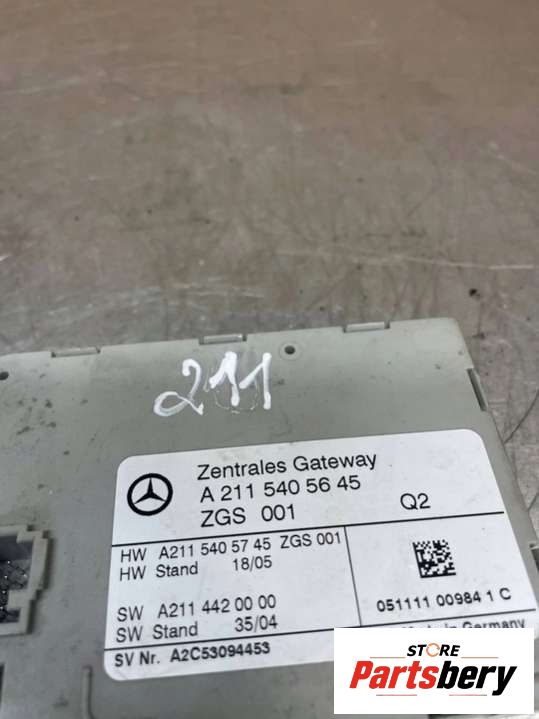 211
Zentrales Gateway
A 211 540 56 45
ZGS 001
Q2
HW A211 540 57 45 ZGS 001
HW Stand 18/05
SW A211 442 00 00
SW Stand 35/04
051111 00984 1 C
SV Nr. A2C53094453
in Germany
STORE
Partsbery